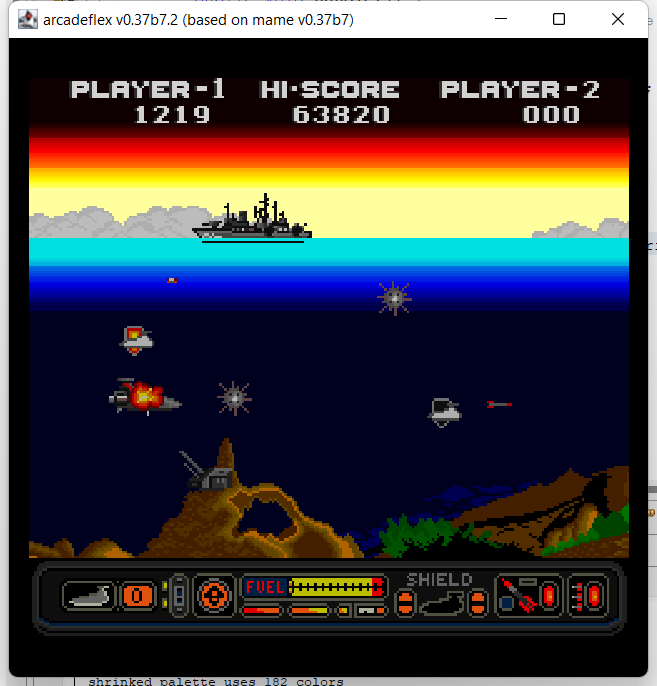 arcadeflex v0.37b7.2 (based on mame v0.37b7)
PLAYER-1 HI-SCORE PLAYER-2
1219 63820 000
FUEL SHIELD
0
shrinked palette uses 182 colors